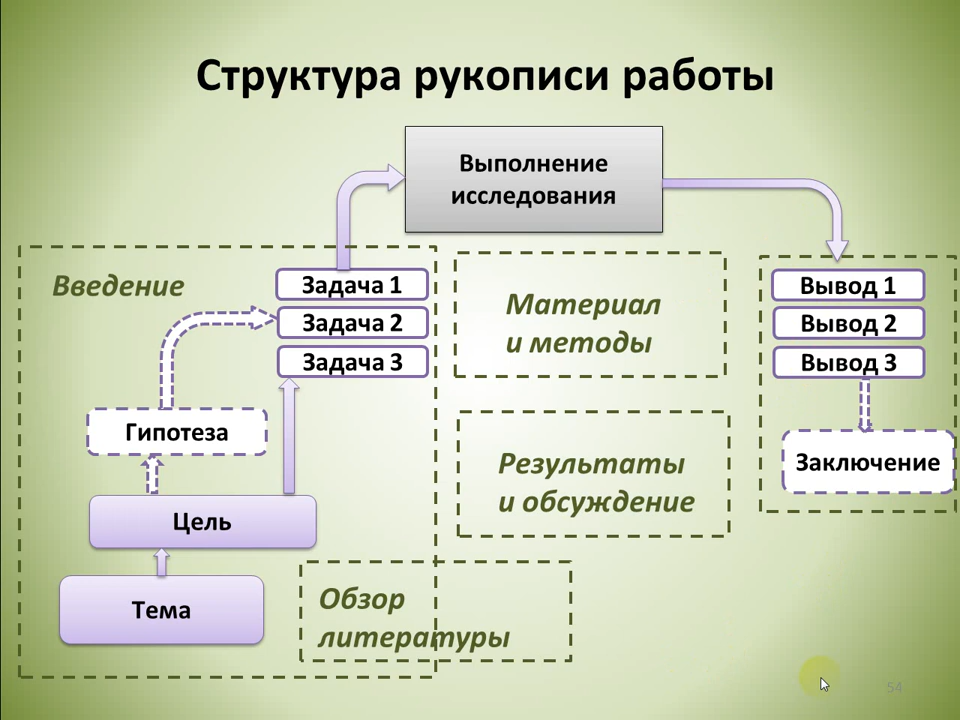 Структура рукописи работы
Выполнение
исследования
Введение
Задача 1
Задача 2
Задача 3
Гипотеза
Цель
Тема
Обзор
литературы
Материал
и методы
Результаты
и обсуждение
Вывод 1
Вывод 2
Вывод 3
Заключение
54